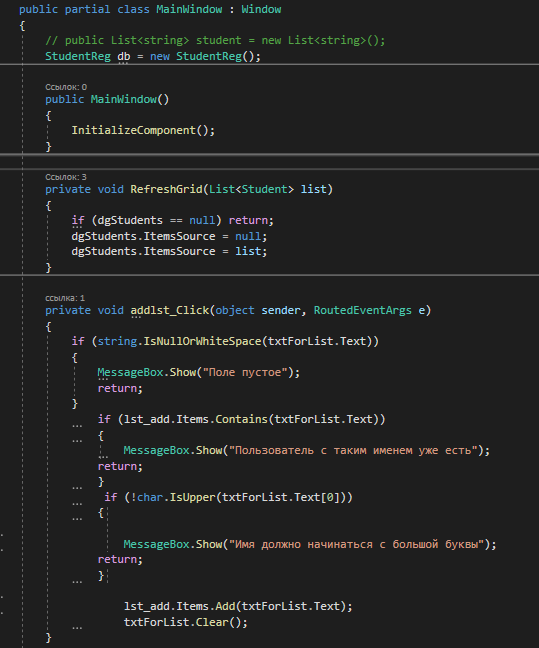 public partial class MainWindow : Window
{
// public List<string> student = new List<string>();
StudentReg db = new StudentReg();
Ссылок: 0
public MainWindow()
{
InitializeComponent();
}
Ссылок: 3
private void RefreshGrid(List<Student> list)
{
if (dgStudents == null) return;
dgStudents.ItemsSource = null;
dgStudents.ItemsSource = list;
}
ссылка: 1
private void addlst_Click(object sender, RoutedEventArgs e)
{
if (string.IsNullOrWhiteSpace(txtForList.Text))
{
MessageBox.Show("Поле пустое");
return;
}
if (lst_add.Items.Contains(txtForList.Text))
{
MessageBox.Show("Пользователь с таким именем уже есть");
return;
}
if (!char.IsUpper(txtForList.Text[0]))
{
MessageBox.Show("Имя должно начинаться с большой буквы");
return;
}
lst_add.Items.Add(txtForList.Text);
txtForList.Clear();
}